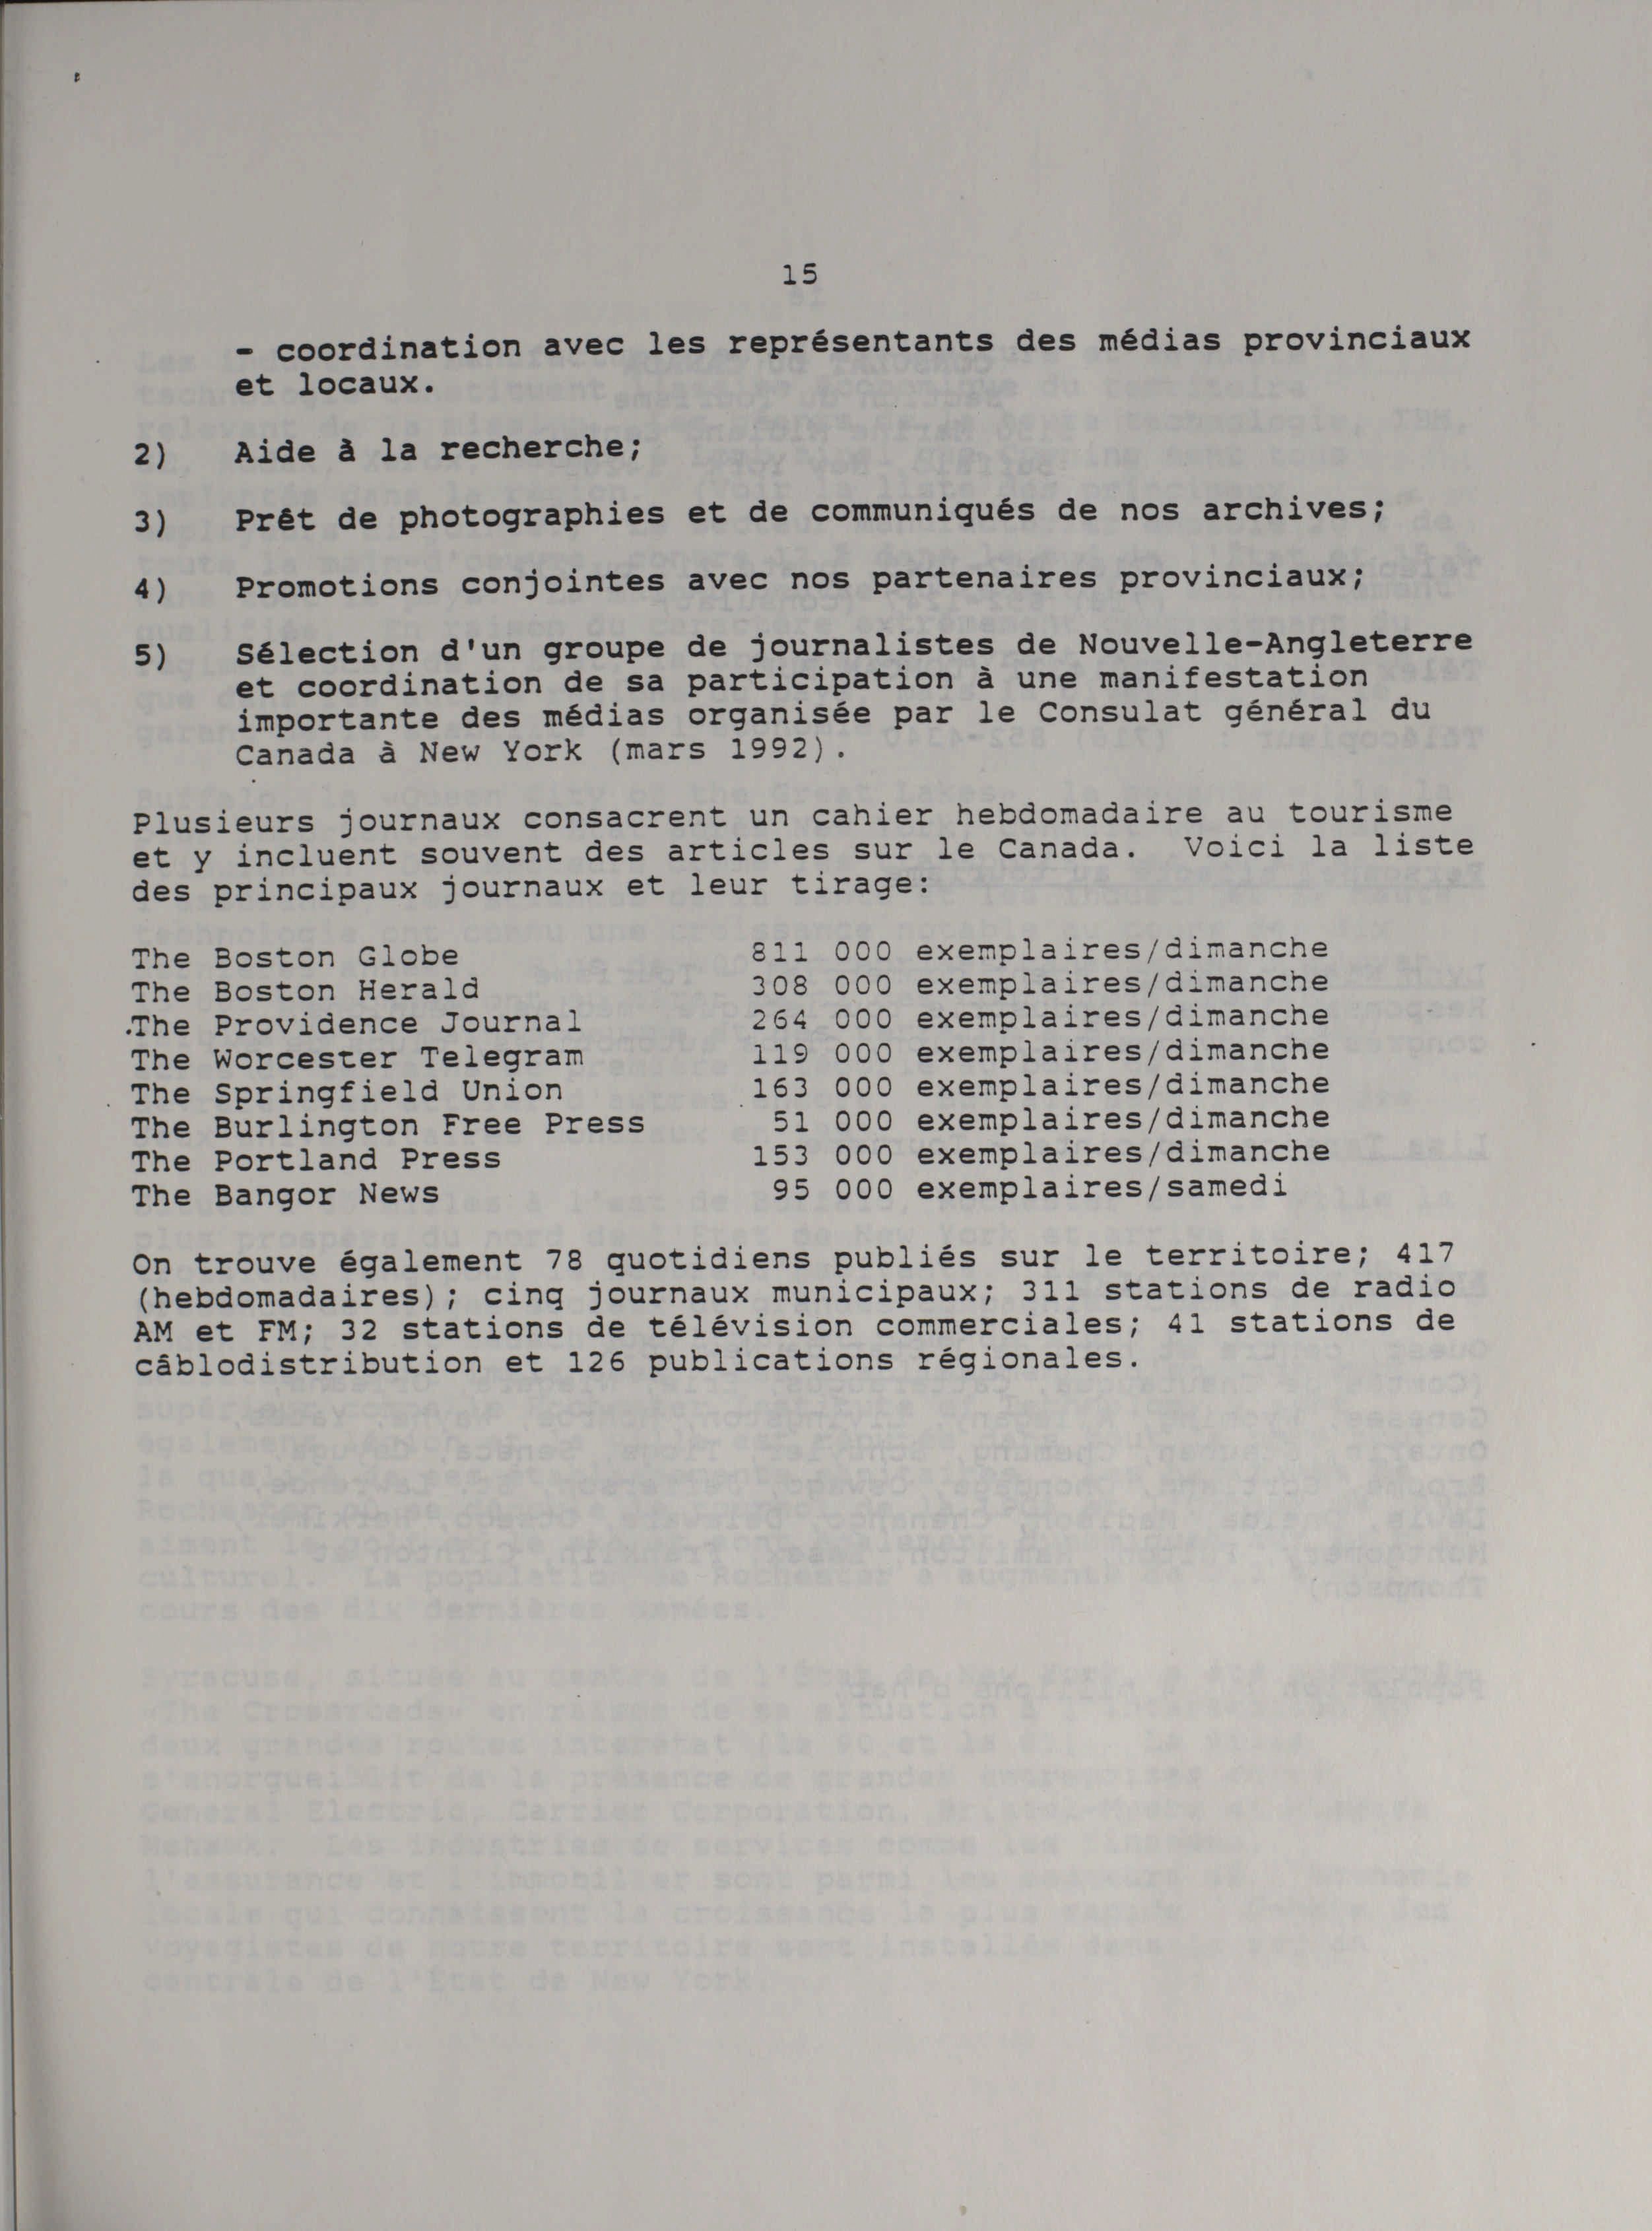 15
- coordination avec les représentants des médias provinciaux
et locaux.
2) Aide à la recherche;
3) Prêt de photographies et de communiqués de nos archives;
4) Promotions conjointes avec nos partenaires provinciaux;
5) Sélection d'un groupe de journalistes de Nouvelle-Angleterre
et coordination de sa participation à une manifestation
importante des médias organisée par le Consulat général du
Canada à New York (mars 1992).
Plusieurs journaux consacrent un cahier hebdomadaire au tourisme
et y incluent souvent des articles sur le Canada. Voici la liste
des principaux journaux et leur tirage:
The Boston Globe 811 000 exemplaires/dimanche
The Boston Herald 308 000 exemplaires/dimanche
The Providence Journal 264 000 exemplaires/dimanche
The Worcester Telegram 119 000 exemplaires/dimanche
The Springfield Union 163 000 exemplaires/dimanche
The Burlington Free Press 51 000 exemplaires/dimanche
The Portland Press 153 000 exemplaires/dimanche
The Bangor News 95 000 exemplaires/samedi
On trouve également 78 quotidiens publiés sur le territoire; 417
(hebdomadaires); cinq journaux municipaux; 311 stations de radio
AM et FM; 32 stations de télévision commerciales; 41 stations de
câblodistribution et 126 publications régionales.